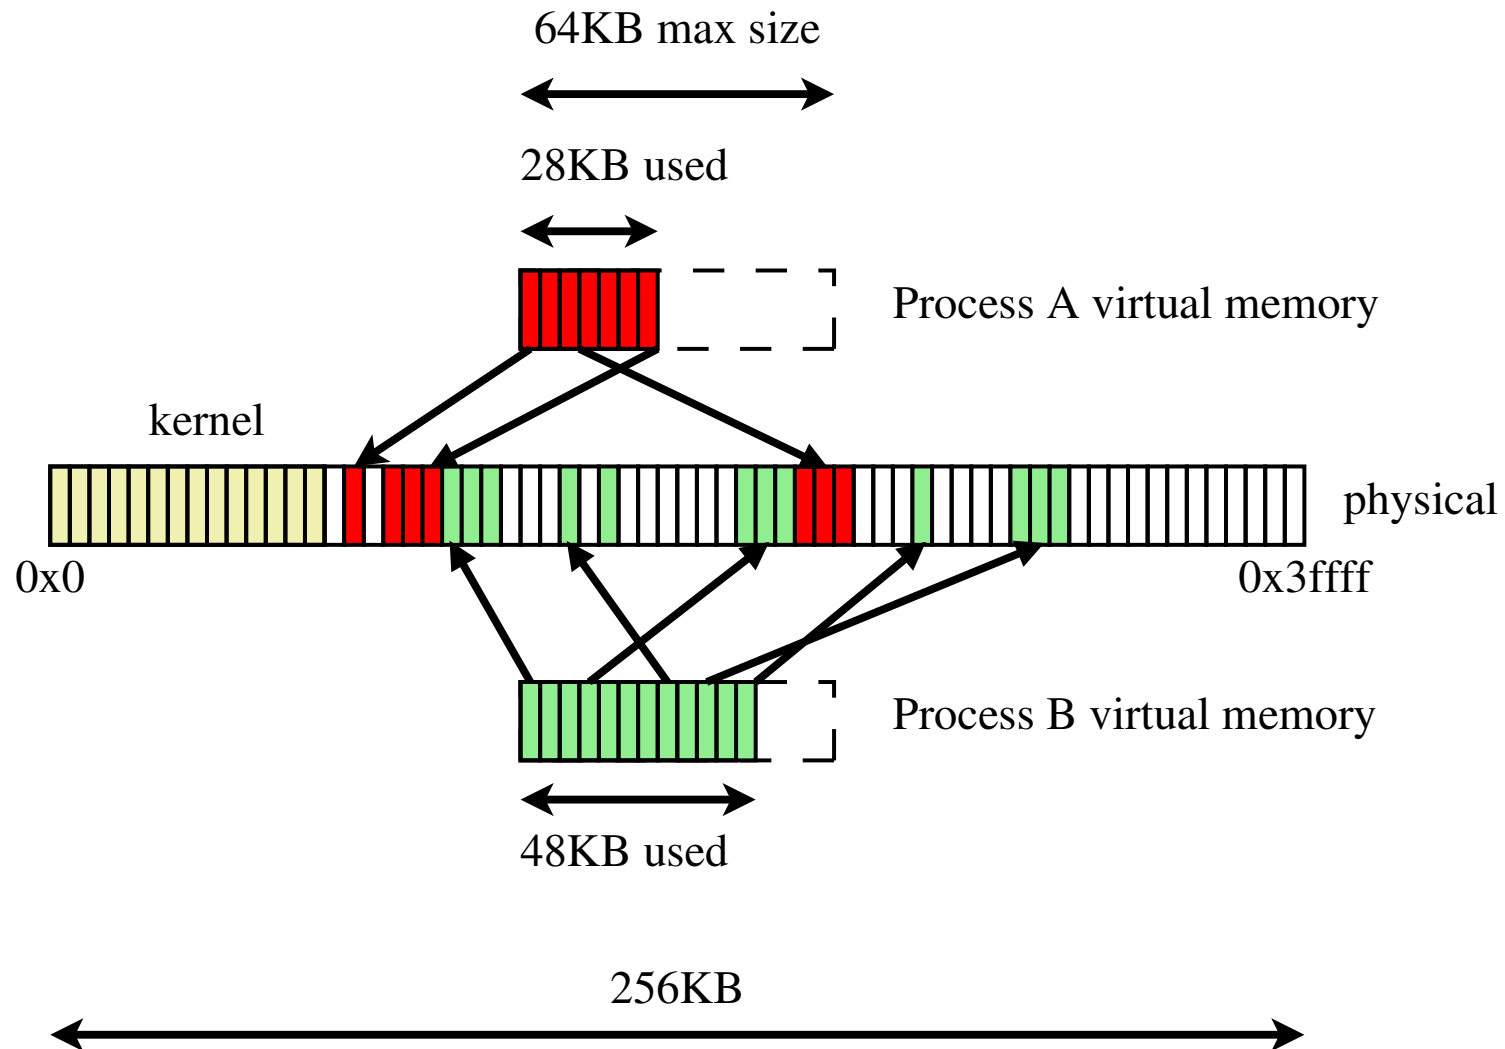 64KB max size
28KB used
Process A virtual memory
kernel
physical
0x0
0x3ffff
Process B virtual memory
48KB used
256KB